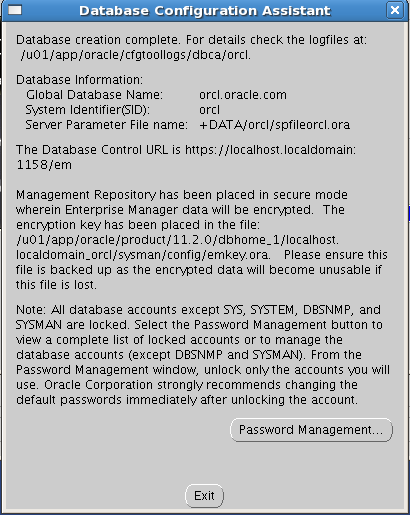 Database Configuration Assistant
Database creation complete. For details check the logfiles at:
/u01/app/oracle/cfgtoollogs/dbca/orcl.
Database Information:
Global Database Name: orcl.oracle.com
System Identifier(SID): orcl
Server Parameter File name: +DATA/orcl/spfileorcl.ora
The Database Control URL is https://localhost.localdomain:
1158/em
Management Repository has been placed in secure mode
wherein Enterprise Manager data will be encrypted. The
encryption key has been placed in the file:
/u01/app/oracle/product/11.2.0/dbhome_1/localhost.
localdomain_orcl/sysman/config/emkey.ora. Please ensure this
file is backed up as the encrypted data will become unusable if
this file is lost.
Note: All database accounts except SYS, SYSTEM, DBSNMP, and
SYSMAN are locked. Select the Password Management button to
view a complete list of locked accounts or to manage the
database accounts (except DBSNMP and SYSMAN). From the
Password Management window, unlock only the accounts you will
use. Oracle Corporation strongly recommends changing the
default passwords immediately after unlocking the account.
Password Management...
Exit